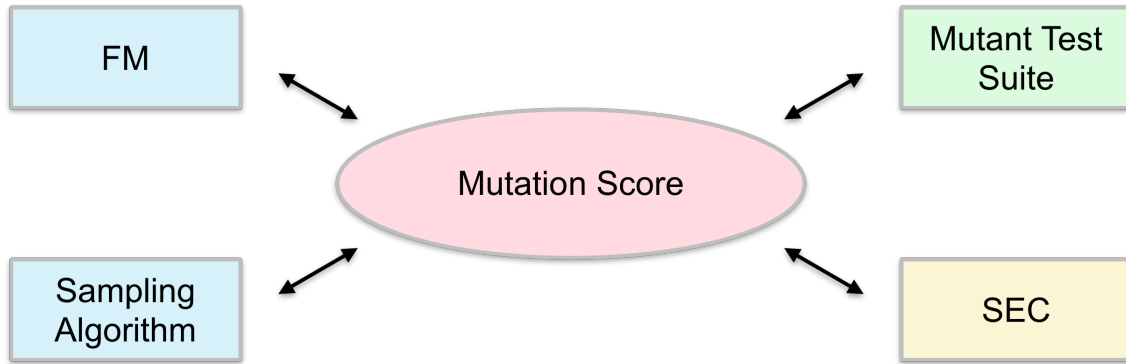 FM
Mutant Test
Suite
Mutation Score
Sampling
Algorithm
SEC